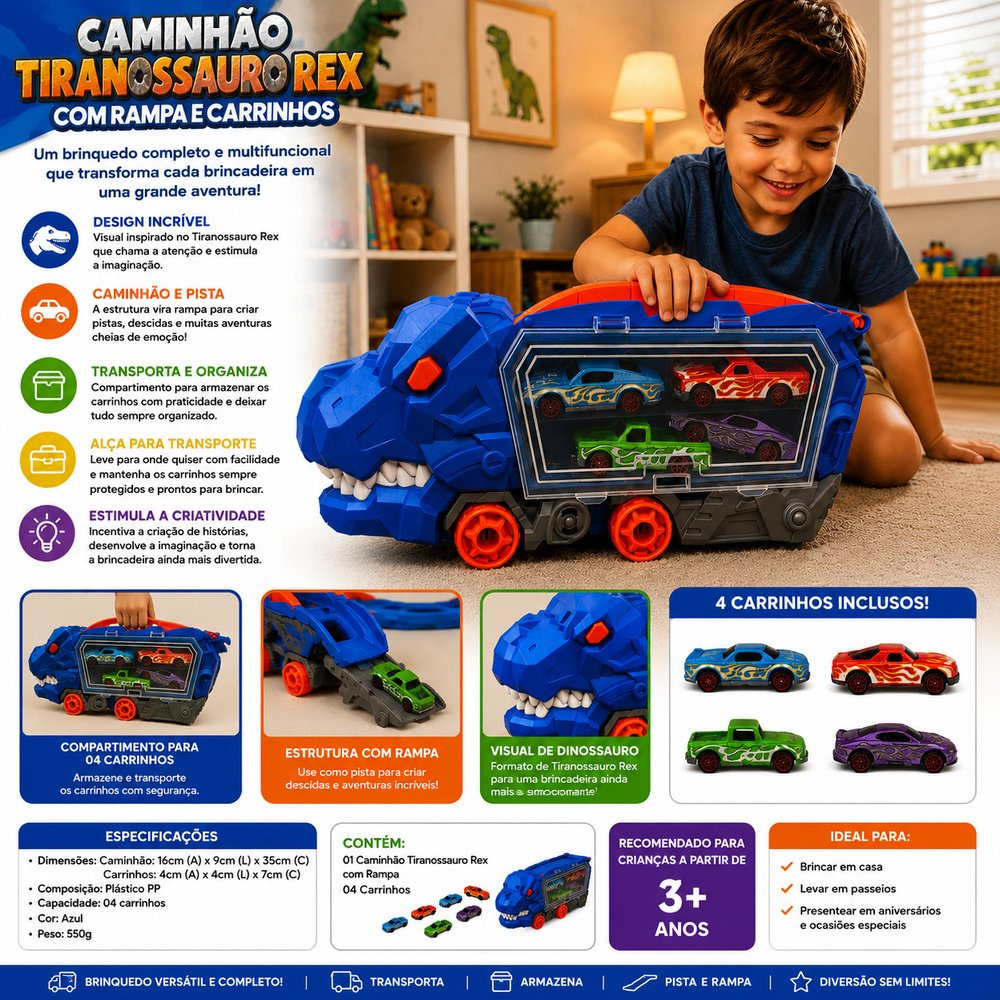 CAMINHÃO
TIRANOSSAURO REX
COM RAMPA E CARRINHOS
Um brinquedo completo e multifuncional
que transforma cada brincadeira em
uma grande aventura!
DESIGN INCRÍVEL
Visual inspirado no Tiranossauro Rex
que chama a atenção e estimula
a imaginação.
CAMINHÃO E PISTA
A estrutura vira rampa para criar
pistas, descidas e muitas aventuras
cheias de emoção!
TRANSPORTA E ORGANIZA
Compartimento para armazenar os
carrinhos com praticidade e deixar
tudo sempre organizado.
ALÇA PARA TRANSPORTE
Leve para onde quiser com facilidade
e mantenha os carrinhos sempre
protegidos e prontos para brincar.
ESTIMULA A CRIATIVIDADE
Incentiva a criação de histórias,
desenvolve a imaginação e torna
a brincadeira ainda mais divertida.
COMPARTIMENTO PARA
04 CARRINHOS
Armazene e transporte
os carrinhos com segurança.
ESTRUTURA COM RAMPA
Use como pista para criar
descidas e aventuras incríveis!
VISUAL DE DINOSSAURO
Formato de Tiranossauro Rex
para uma brincadeira ainda
mais
4 CARRINHOS INCLUSOS!
ESPECIFICAÇÕES
• Dimensões: Caminhão: 16cm (A) x 9cm (L) x 35cm (C)
Carrinhos: 4cm (A) x 4cm (L) x 7cm (C)
• Composição: Plástico PP
• Capacidade: 04 carrinhos
• Cor: Azul
• Peso: 550g
CONTÉM:
01 Caminhão Tiranossauro Rex
com Rampa
04 Carrinhos
RECOMENDADO PARA
CRIANÇAS A PARTIR DE
3+
ANOS
IDEAL PARA:
Brincar em casa
Levar em passeios
Presentear em aniversários
e ocasiões especiais
BRINQUEDO VERSÁTIL E COMPLETO!
TRANSPORTA
ARMAZENA
PISTA E RAMPA
DIVERSÃO SEM LIMITES!